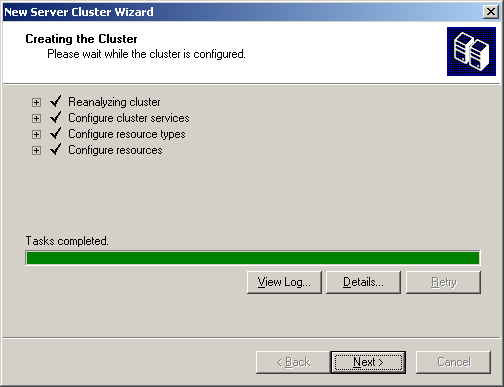 New Server Cluster Wizard
Creating the Cluster
Please wait while the cluster is configured.
Reanalyzing cluster
Configure cluster services
Configure resource types
Configure resources
Tasks completed.
View Log... Details... Retry
< Back Next > Cancel